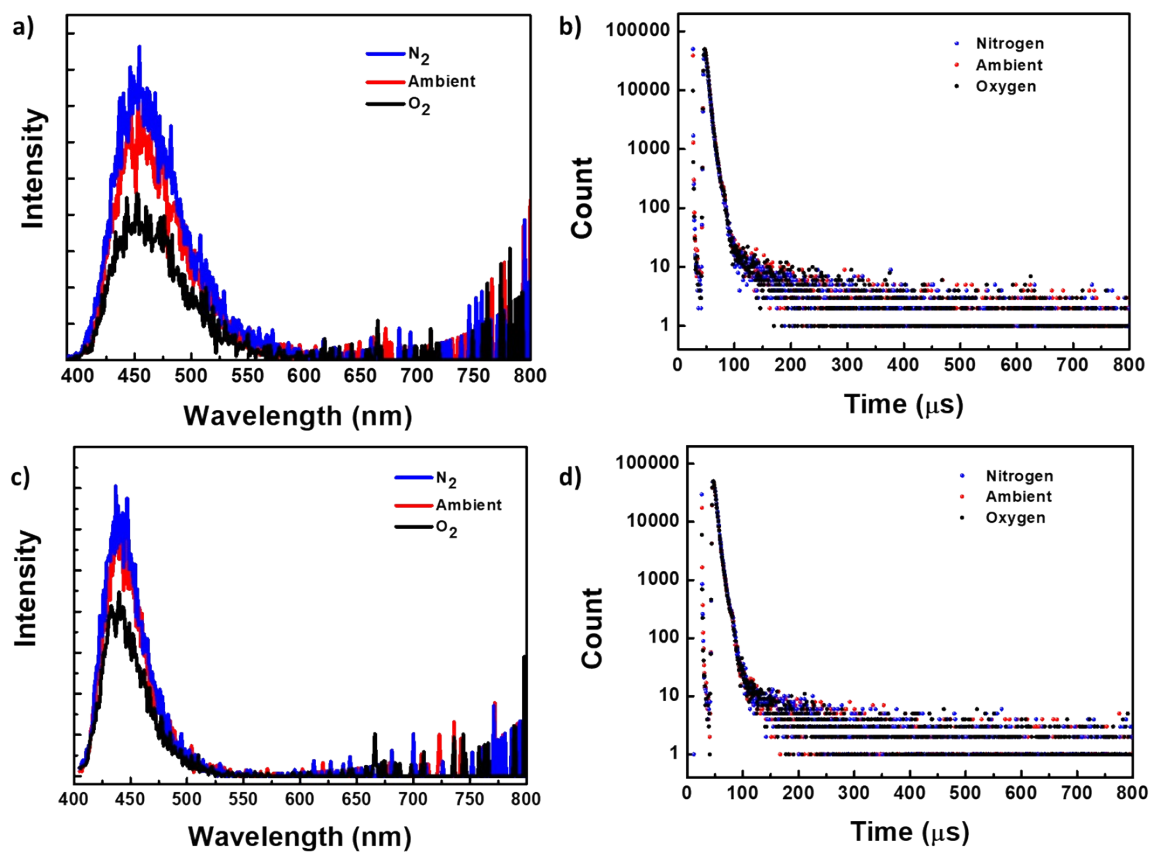 a)
N2
Ambient
O2
Intensity
400 450 500 550 600 650 700 750 800
Wavelength (nm)
b)
Nitrogen
Ambient
Oxygen
100000
10000
1000
100
10
1
Count
0 100 200 300 400 500 600 700 800
Time (μs)
c)
N2
Ambient
O2
Intensity
400 450 500 550 600 650 700 750 800
Wavelength (nm)
d)
Nitrogen
Ambient
Oxygen
100000
10000
1000
100
10
1
Count
0 100 200 300 400 500 600 700 800
Time (μs)